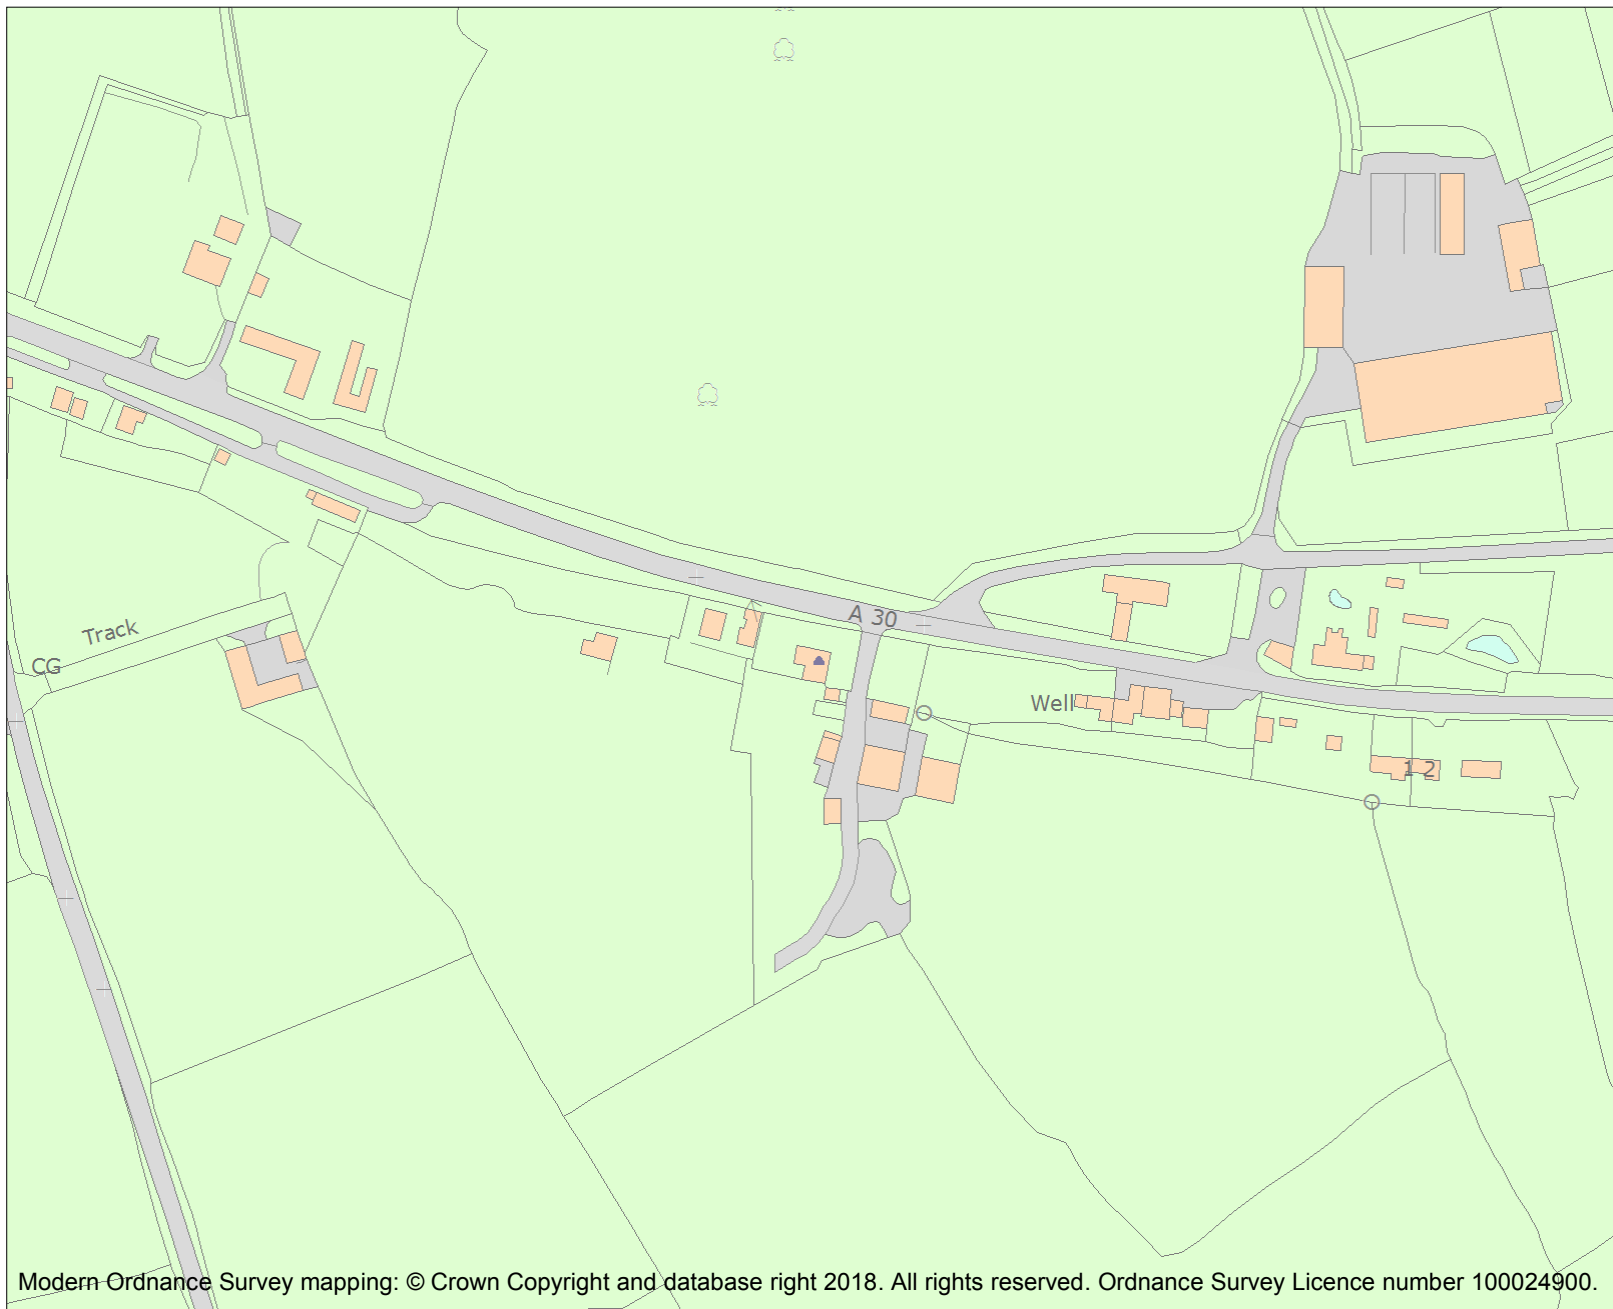 A 30
Track
CG
Well
1 2
Modern Ordnance Survey mapping: © Crown Copyright and database right 2018. All rights reserved. Ordnance Survey Licence number 100024900.